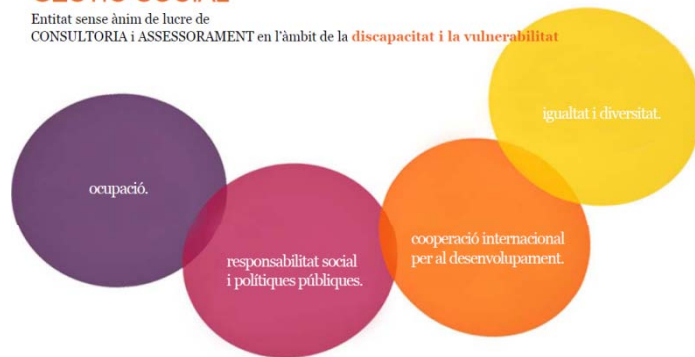 Entitat sense ànim de lucre de
CONSULTORIA i ASSESSORAMENT en l'àmbit de la discapacitat i la vulnerabilitat
igualtat i diversitat.
ocupació.
cooperació internacional
per al desenvolupament.
responsabilitat social
i polítiques públiques.